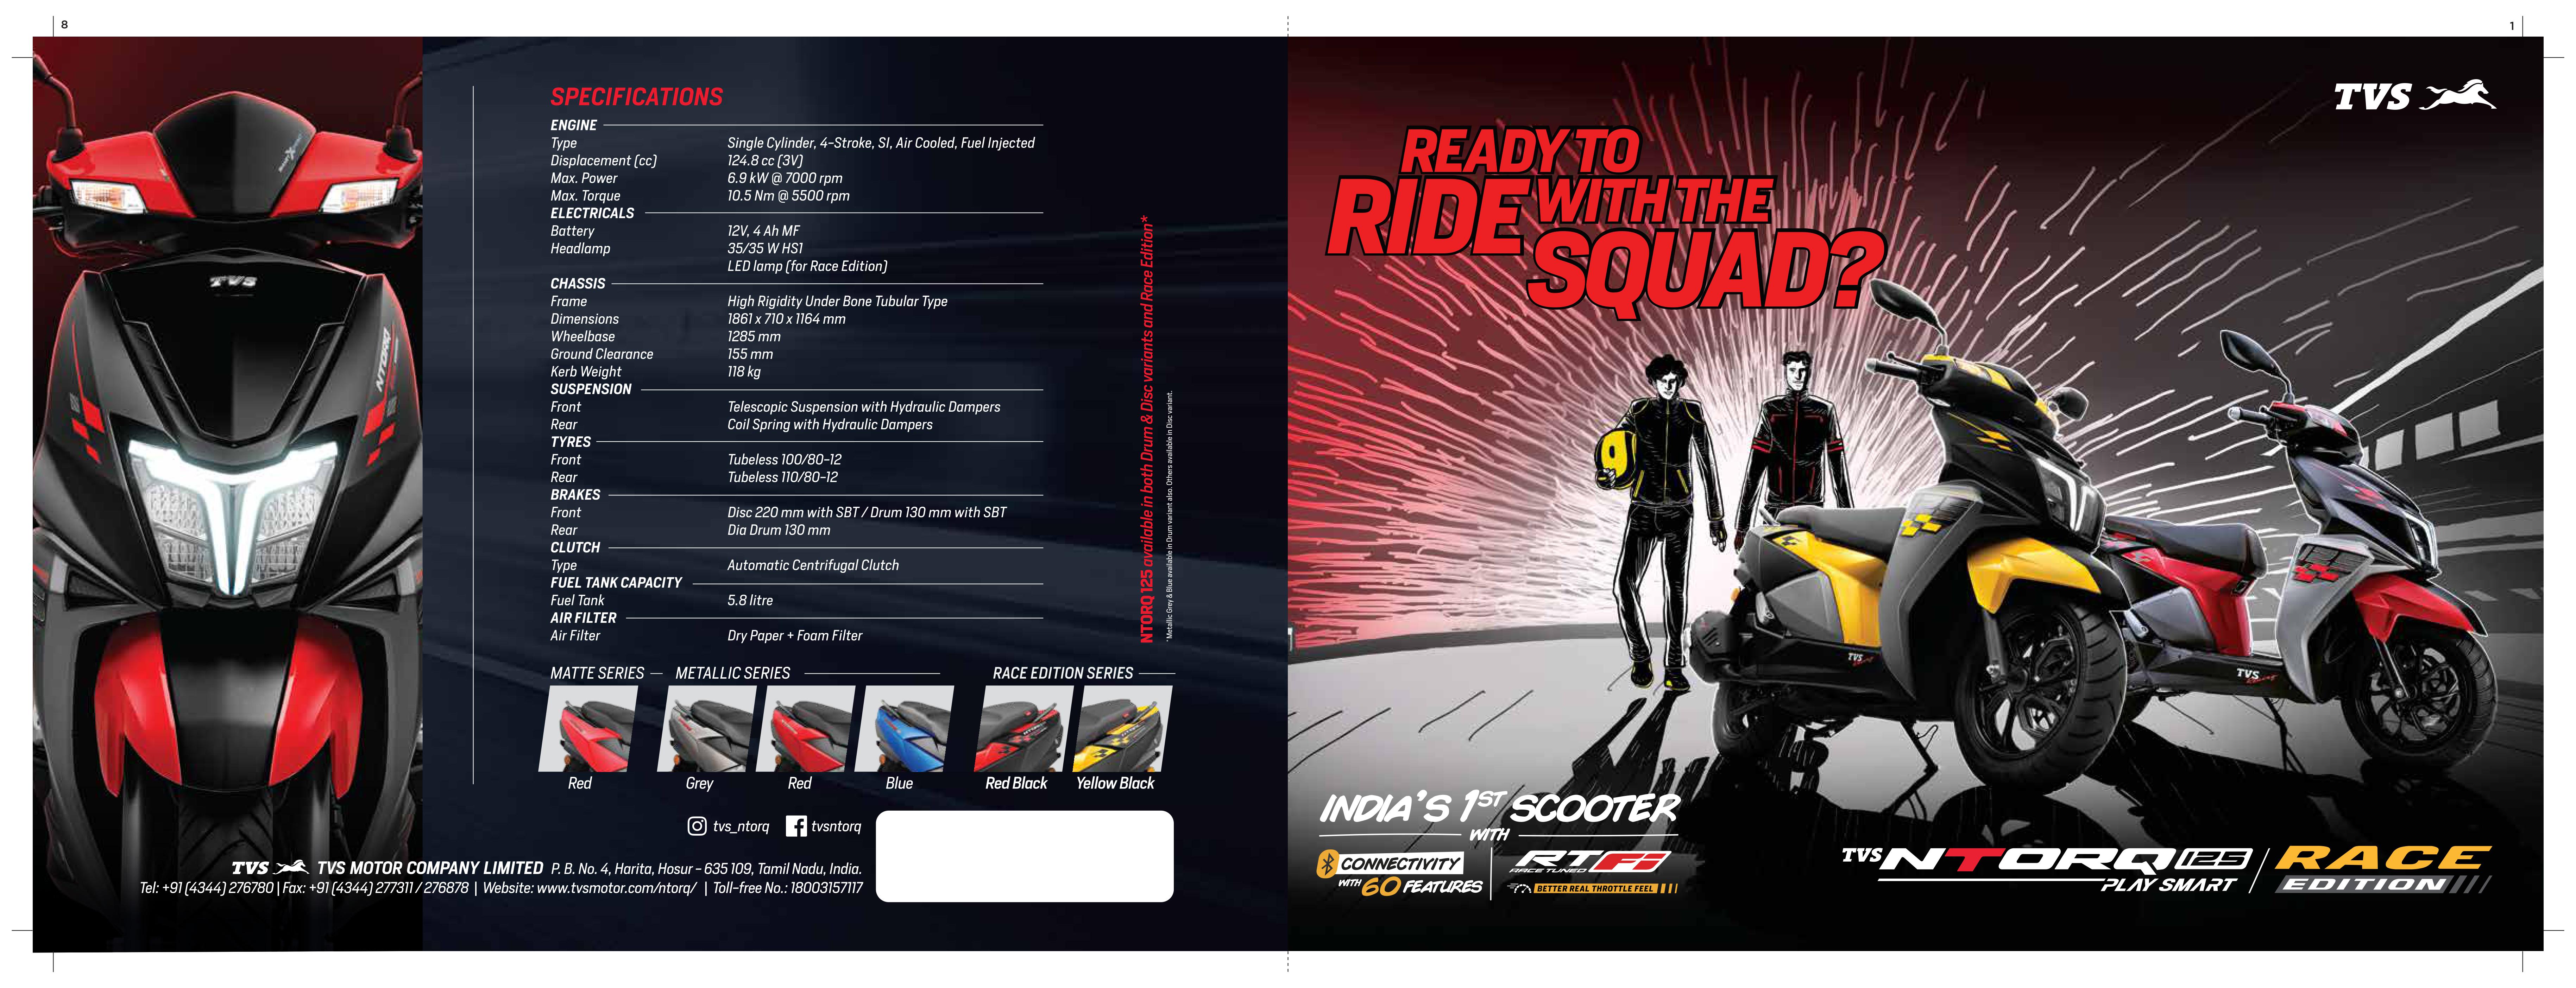 8
SPECIFICATIONS
ENGINE
Type Single Cylinder, 4-Stroke, SI, Air Cooled, Fuel Injected
Displacement (cc) 124.8 cc (3V)
Max. Power 6.9 kW @ 7000 rpm
Max. Torque 10.5 Nm @ 5500 rpm
ELECTRICALS
Battery 12V, 4 Ah MF
Headlamp 35/35 W HS1
LED lamp (for Race Edition)
CHASSIS
Frame High Rigidity Under Bone Tubular Type
Dimensions 1861 x 710 x 1164 mm
Wheelbase 1285 mm
Ground Clearance 155 mm
Kerb Weight 118 kg
SUSPENSION
Front Telescopic Suspension with Hydraulic Dampers
Rear Coil Spring with Hydraulic Dampers
TYRES
Front Tubeless 100/80-12
Rear Tubeless 110/80-12
BRAKES
Front Disc 220 mm with SBT / Drum 130 mm with SBT
Rear Dia Drum 130 mm
CLUTCH
Type Automatic Centrifugal Clutch
FUEL TANK CAPACITY
Fuel Tank 5.8 litre
AIR FILTER
Air Filter Dry Paper + Foam Filter
NTORQ 125 available in both Drum & Disc variants and Race Edition*
*Metallic Grey & Blue available in Drum variant also. Others available in Disc variant.
MATTE SERIES METALLIC SERIES RACE EDITION SERIES
Red Grey Red Blue Red Black Yellow Black
tvs_ntorq tvsntorq
TVS TVS MOTOR COMPANY LIMITED P. B. No. 4, Harita, Hosur - 635 109, Tamil Nadu, India.
Tel: +91 (4344) 276780 | Fax: +91 (4344) 277311 / 276878 | Website: www.tvsmotor.com/ntorq/ | Toll-free No.: 18003157117
TVS
NTORQ
1
TVS
READY TO
RIDE WITH THE
SQUAD?
TVS
TVS
INDIA'S 1ST SCOOTER
WITH
CONNECTIVITY
WITH 60 FEATURES
RT Fi
RACE TUNED
BETTER REAL THROTTLE FEEL
TVS NTORQ 125 / RACE
PLAY SMART EDITION